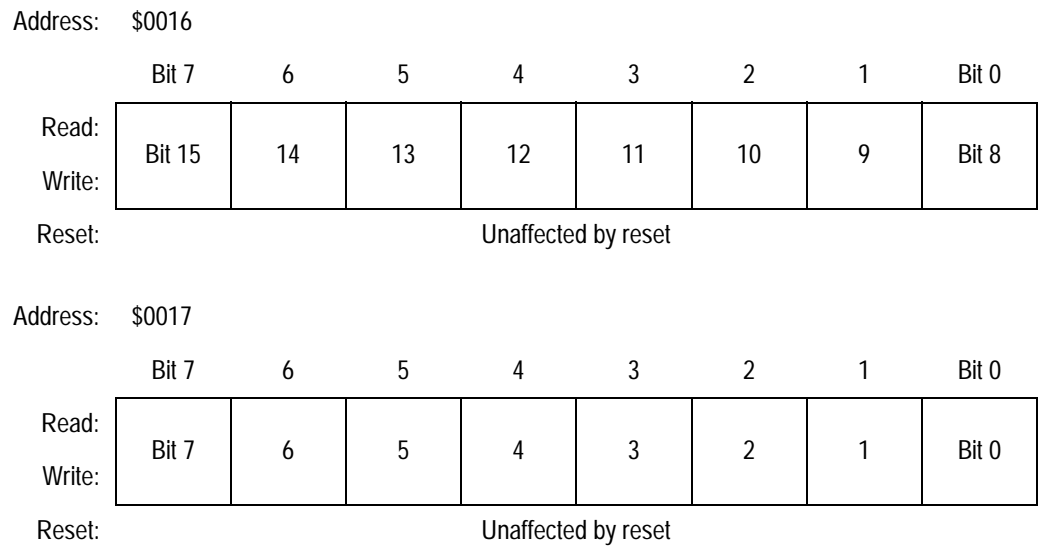 Address: $0016
Bit 7 6 5 4 3 2 1 Bit 0
Read:
Bit 15 14 13 12 11 10 9 Bit 8
Write:
Reset: Unaffected by reset
Address: $0017
Bit 7 6 5 4 3 2 1 Bit 0
Read:
Bit 7 6 5 4 3 2 1 Bit 0
Write:
Reset: Unaffected by reset